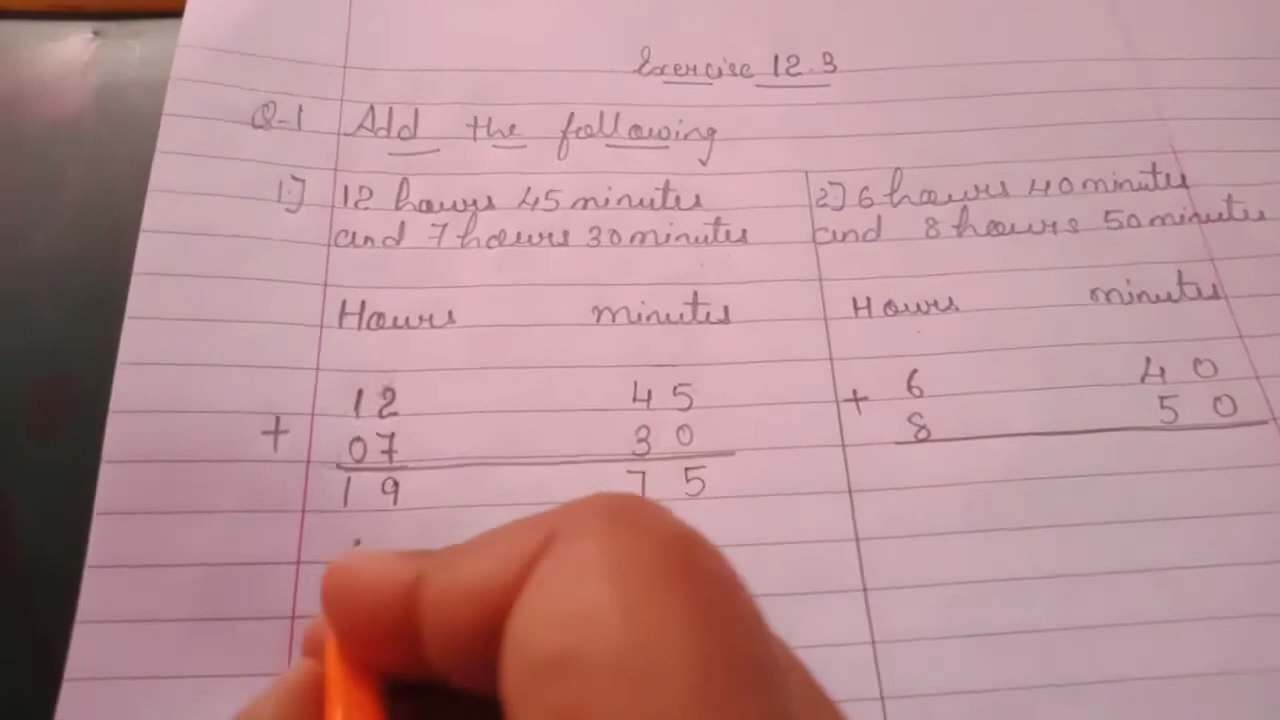 Exercise 12.3
Q-1 Add the following
1.] 12 hours 45 minutes
and 7 hours 30 minutes
Hours minutes
12 45
+ 07 30
19 75
2) 6 hours 40 minutes
and 8 hours 50 minutes
Hours minutes
+ 6 40
8 50